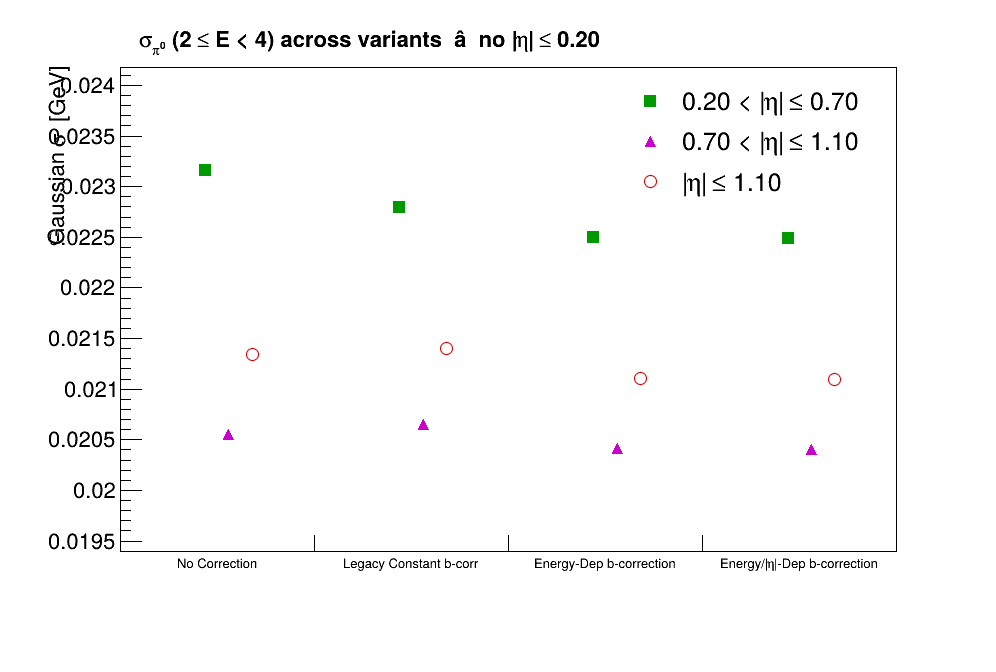 σπ⁰ (2 ≤ E < 4) across variants â no |η| ≤ 0.20
Gaussian σ [GeV]
0.024
0.0235
0.023
0.0225
0.022
0.0215
0.021
0.0205
0.02
0.0195
0.20 < |η| ≤ 0.70
0.70 < |η| ≤ 1.10
|η| ≤ 1.10
No Correction
Legacy Constant b-corr
Energy-Dep b-correction
Energy/|η|-Dep b-correction